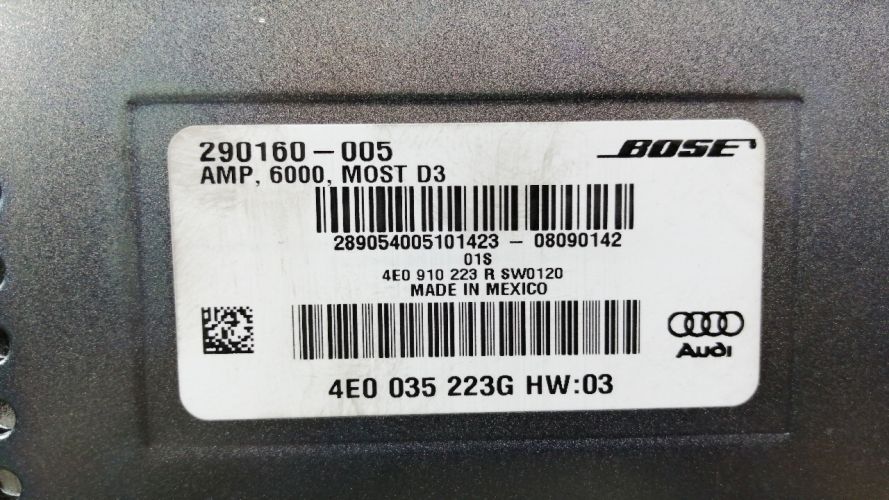 290160-005
BOSE
AMP, 6000, MOST D3
289054005101423 - 08090142
01S
4E0 910 223 R SW0120
MADE IN MEXICO
Audi
4E0 035 223G HW:03